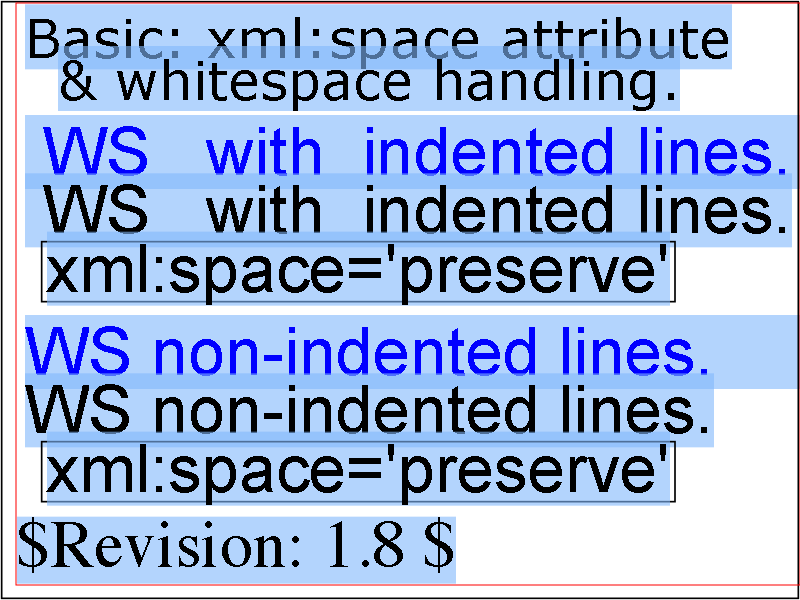 Basic: xml:space attribute
& whitespace handling.
WS   with  indented lines.
WS   with  indented lines.
xml:space='preserve'
WS non-indented lines.
WS non-indented lines.
xml:space='preserve'
$Revision: 1.8 $